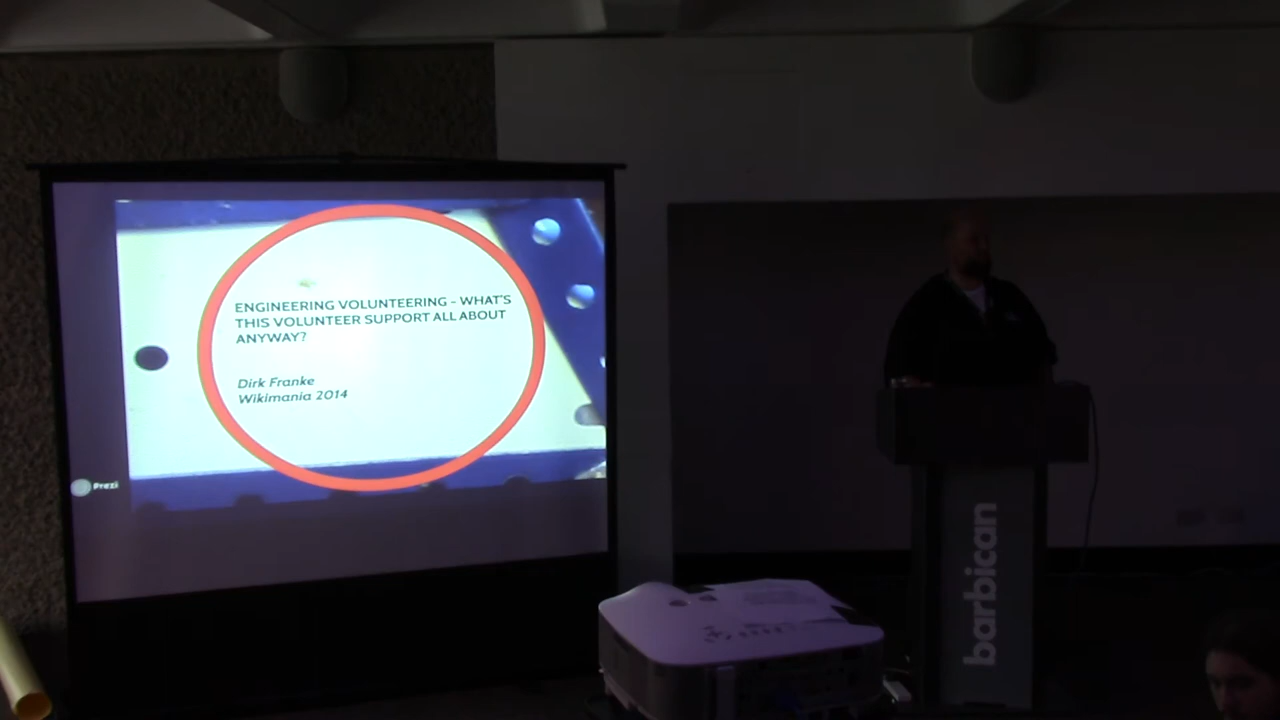 ENGINEERING VOLUNTEERING - WHAT'S
THIS VOLUNTEER SUPPORT ALL ABOUT
ANYWAY?
Dirk Franke
Wikimania 2014
Prezi
barbican